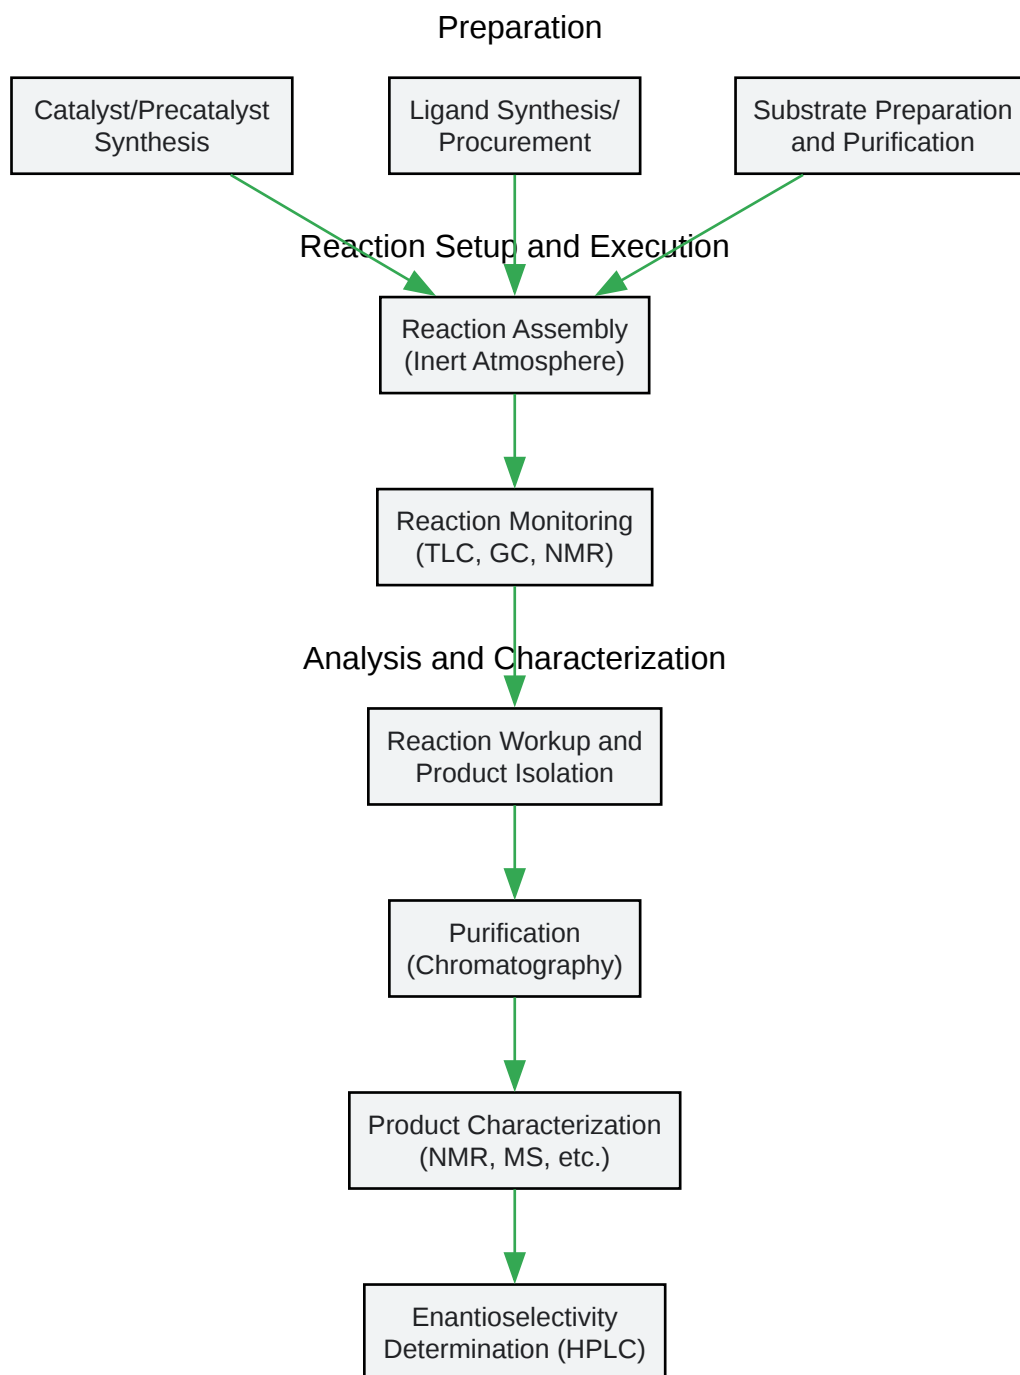 Preparation
Catalyst/Precatalyst
Synthesis
Ligand Synthesis/
Procurement
Substrate Preparation
and Purification
Reaction Setup and Execution
Reaction Assembly
(Inert Atmosphere)
Reaction Monitoring
(TLC, GC, NMR)
Analysis and Characterization
Reaction Workup and
Product Isolation
Purification
(Chromatography)
Product Characterization
(NMR, MS, etc.)
Enantioselectivity
Determination (HPLC)